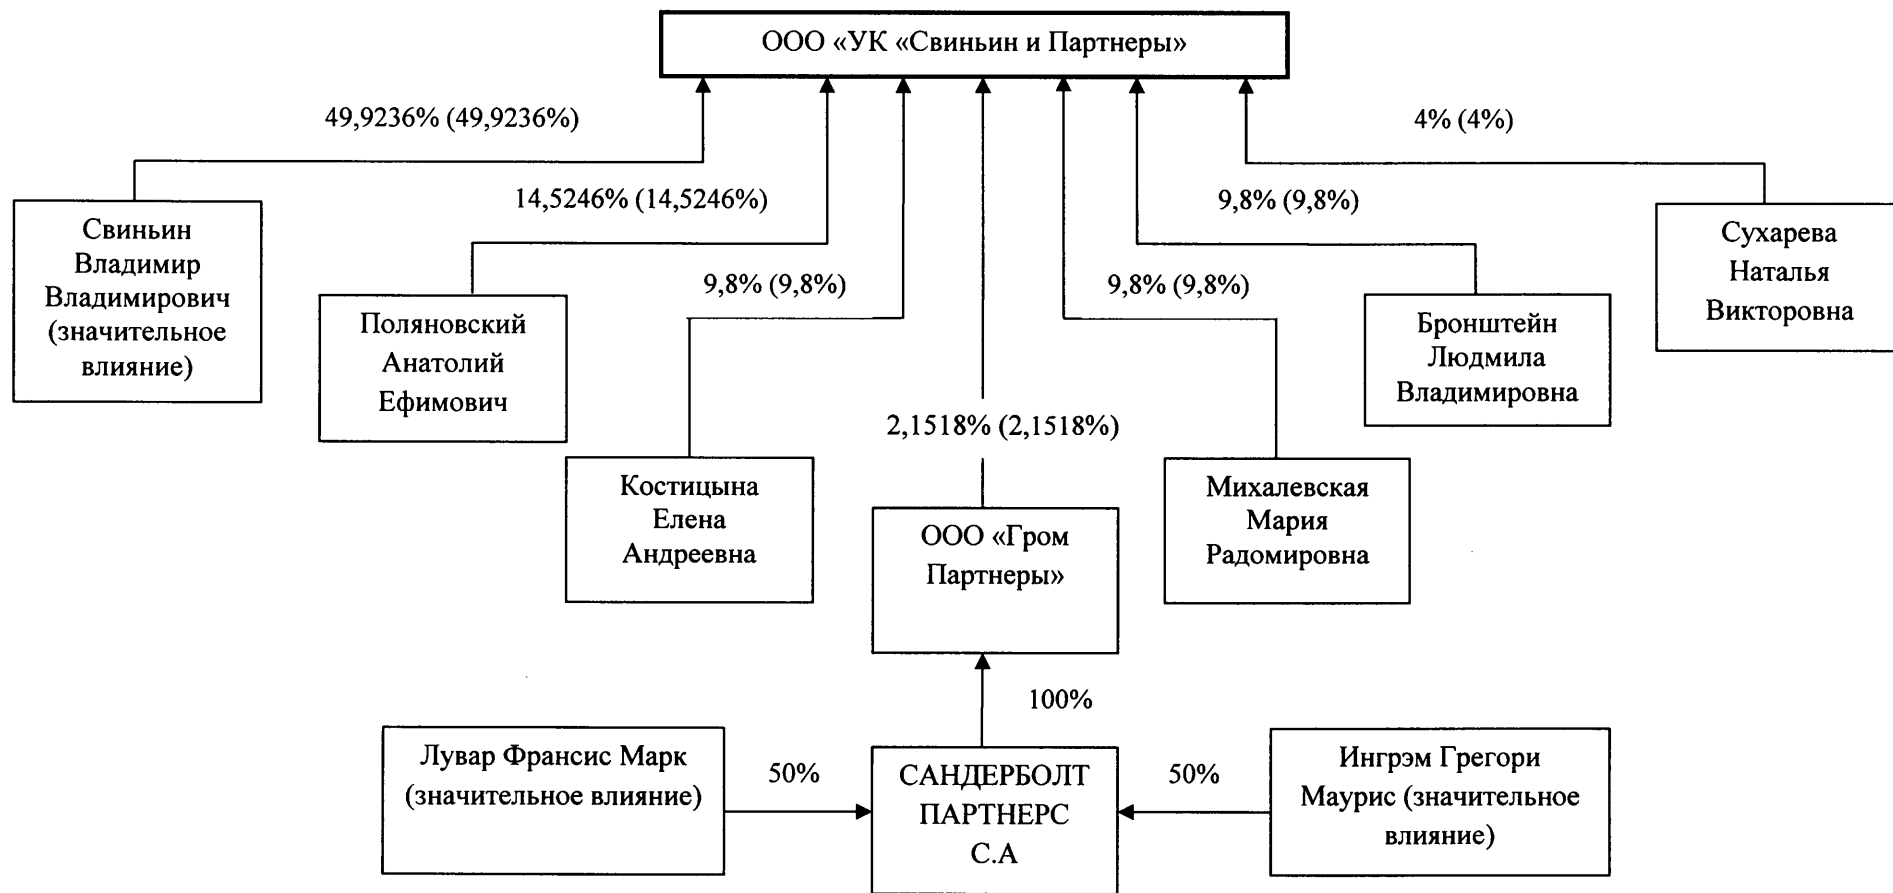 ООО «УК «Свиньин и Партнеры»
49,9236% (49,9236%)
4% (4%)
14,5246% (14,5246%)
9,8% (9,8%)
Свиньин
Владимир
Владимирович
(значительное
влияние)
Сухарева
Наталья
Викторовна
9,8% (9,8%)
9,8% (9,8%)
Поляновский
Анатолий
Ефимович
Бронштейн
Людмила
Владимировна
2,1518% (2,1518%)
Костицына
Елена
Андреевна
Михалевская
Мария
Радомировна
ООО «Гром
Партнеры»
100%
Лувар Франсис Марк
(значительное влияние)
50%
САНДЕРБОЛТ
ПАРТНЕРС
С.А
50%
Ингрэм Грегори
Маурис (значительное
влияние)